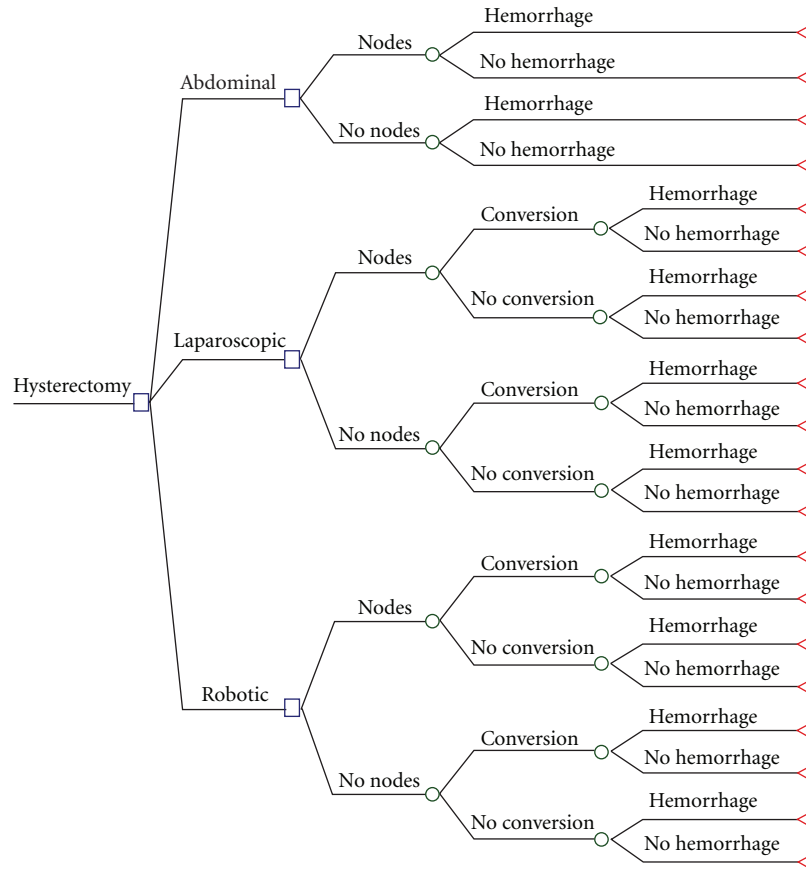 Hemorrhage
Nodes
No hemorrhage
Abdominal
Hemorrhage
No nodes
No hemorrhage
Hemorrhage
Conversion
No hemorrhage
Nodes
Hemorrhage
No conversion
No hemorrhage
Laparoscopic
Hemorrhage
Hysterectomy
Conversion
No hemorrhage
No nodes
Hemorrhage
No conversion
No hemorrhage
Hemorrhage
Conversion
No hemorrhage
Nodes
Hemorrhage
No conversion
No hemorrhage
Robotic
Hemorrhage
Conversion
No hemorrhage
No nodes
Hemorrhage
No conversion
No hemorrhage